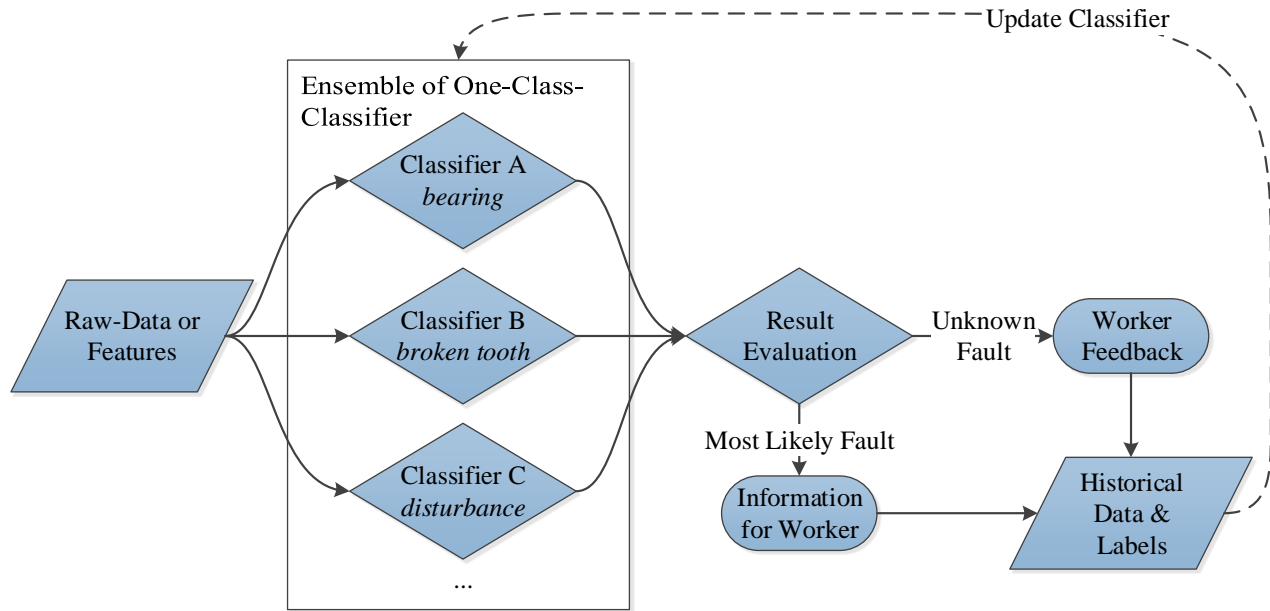 Update Classifier
Ensemble of One-Class-
Classifier
Classifier A
bearing
Raw-Data or
Features
Classifier B
broken tooth
Classifier C
disturbance
...
Result
Evaluation
Unknown
Fault
Worker
Feedback
Most Likely Fault
Information
for Worker
Historical
Data &
Labels